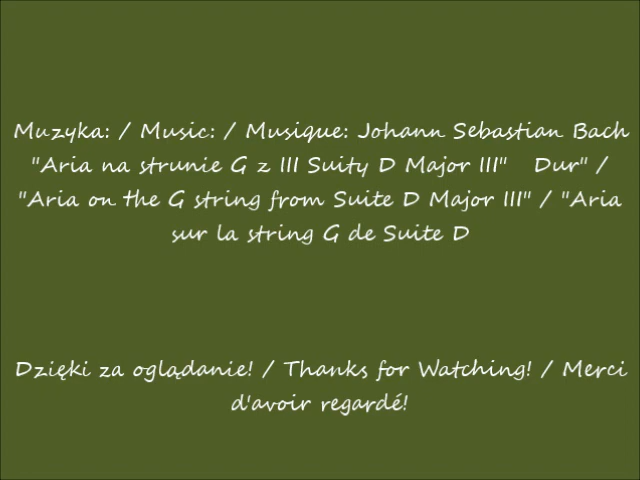 Muzyka: / Music: / Musique: Johann Sebastian Bach
"Aria na strunie G z III Suity D Major III" Dur" /
"Aria on the G string from Suite D Major III" / "Aria
sur la string G de Suite D
Dzięki za oglądanie! / Thanks for Watching! / Merci
d'avoir regardé!